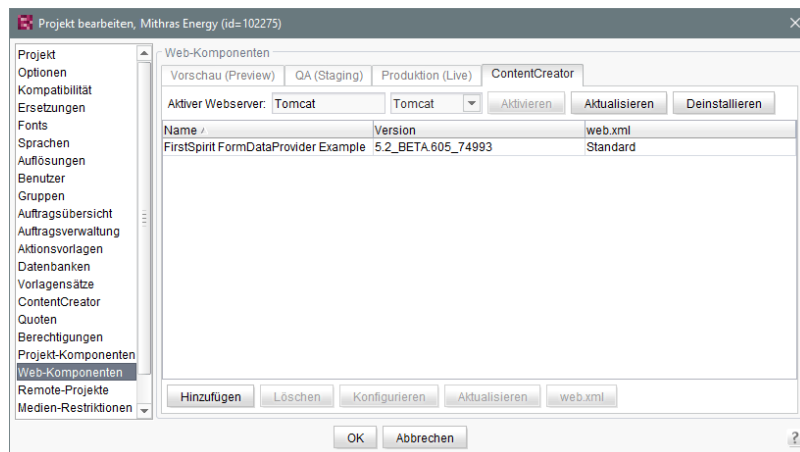 Projekt bearbeiten, Mithras Energy (id=102275)
Projekt
Optionen
Kompatibilität
Ersetzungen
Fonts
Sprachen
Auflösungen
Benutzer
Gruppen
Auftragsübersicht
Auftragsverwaltung
Aktionsvorlagen
Datenbanken
Vorlagensätze
ContentCreator
Quoten
Berechtigungen
Projekt-Komponenten
Web-Komponenten
Remote-Projekte
Medien-Restriktionen
Web-Komponenten
Vorschau (Preview) QA (Staging) Produktion (Live) ContentCreator
Aktiver Webserver: Tomcat Tomcat Aktivieren Aktualisieren Deinstallieren
Name Version web.xml
FirstSpirit FormDataProvider Example 5.2_BETA.605_74993 Standard
Hinzufügen Löschen Konfigurieren Aktualisieren web.xml
OK Abbrechen ?